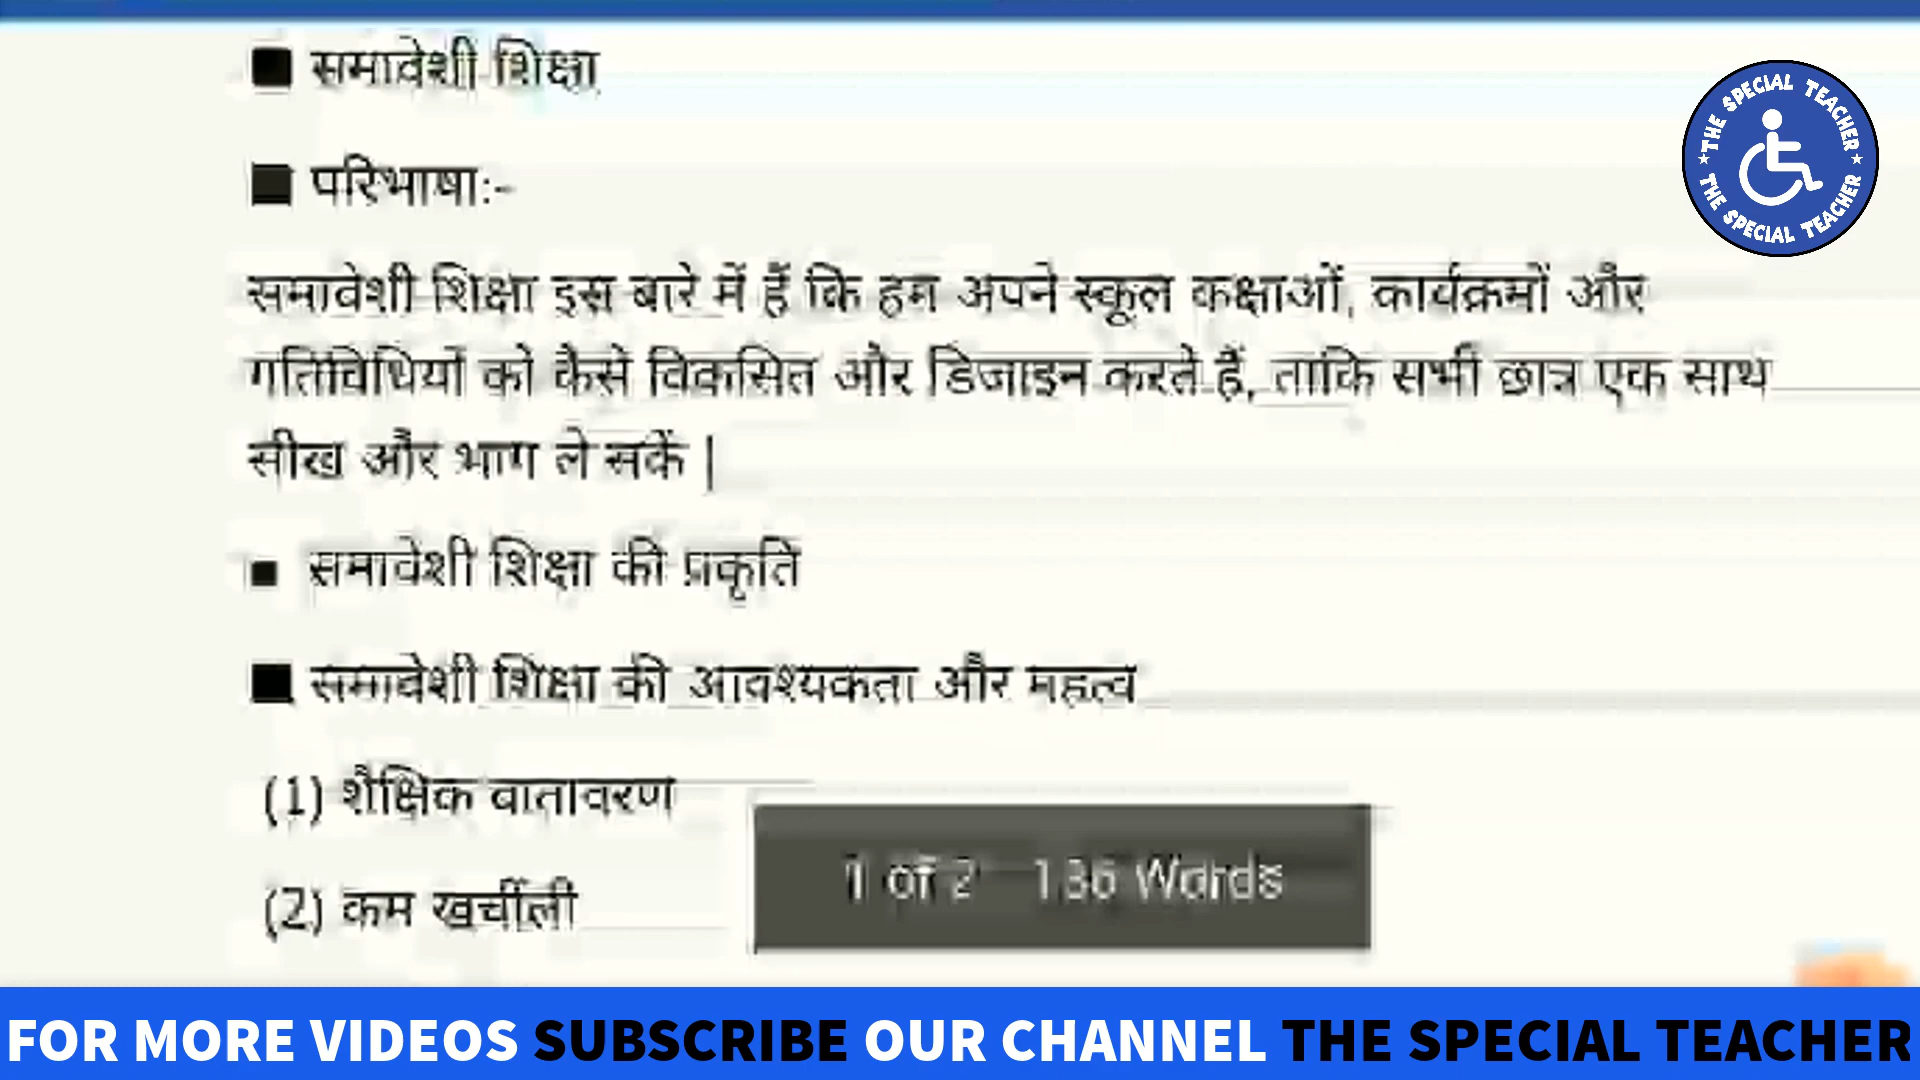 ■ समावेशी शिक्षा
■ परिभाषा:-
समावेशी शिक्षा इस बारे में हैं कि हम अपने स्कूल कक्षाओं, कार्यक्रमों और
गतिविधियों को कैसे विकसित और डिजाइन करते हैं, ताकि सभी छात्र एक साथ
सीख और भाग ले सकें |
▪ समावेशी शिक्षा की प्रकृति
■ समावेशी शिक्षा की आवश्यकता और महत्व
(1) शैक्षिक वातावरण
(2) कम खर्चीली
1 of 2 136 Words
THE SPECIAL TEACHER
THE SPECIAL TEACHER
FOR MORE VIDEOS SUBSCRIBE OUR CHANNEL THE SPECIAL TEACHER